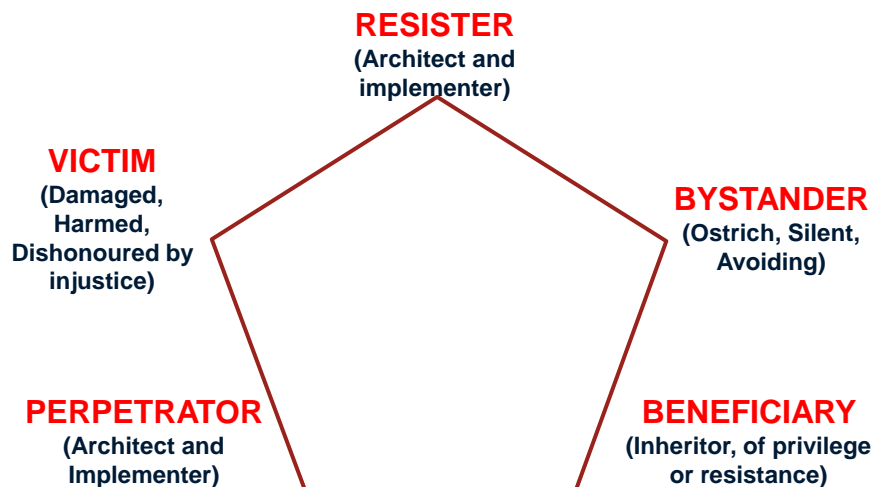 RESISTER
(Architect and
implementer)
VICTIM
(Damaged,
Harmed,
Dishonoured by
injustice)
BYSTANDER
(Ostrich, Silent,
Avoiding)
PERPETRATOR
(Architect and
Implementer)
BENEFICIARY
(Inheritor, of privilege
or resistance)